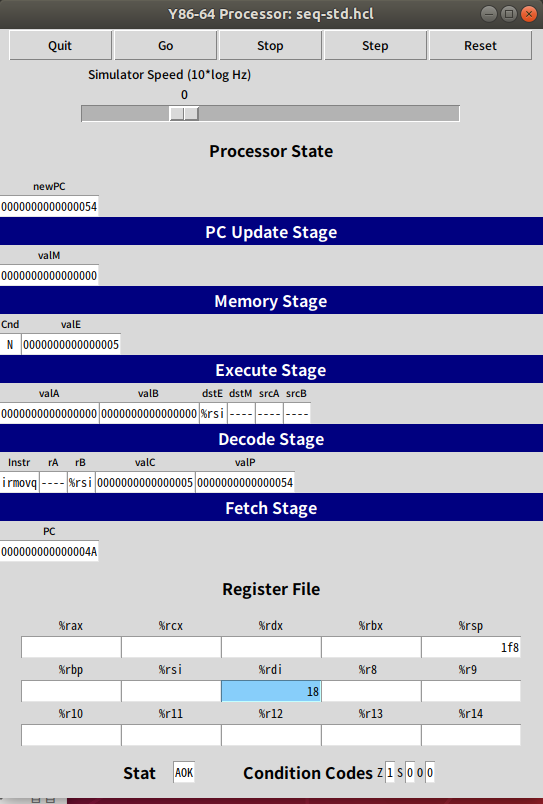 Y86-64 Processor: seq-std.hcl
Quit Go Stop Step Reset
Simulator Speed (10*log Hz)
0
Processor State
newPC
0000000000000054
PC Update Stage
valM
0000000000000000
Memory Stage
Cnd valE
N 0000000000000005
Execute Stage
valA valB dstE dstM srcA srcB
0000000000000000 0000000000000000 %rsi ---- ---- ----
Decode Stage
Instr rA rB valC valP
irmovq ---- %rsi 0000000000000005 0000000000000054
Fetch Stage
PC
000000000000004A
Register File
%rax %rcx %rdx %rbx %rsp
1f8
%rbp %rsi %rdi %r8 %r9
18
%r10 %r11 %r12 %r13 %r14
Stat AOK Condition Codes Z 1 S 0 O 0